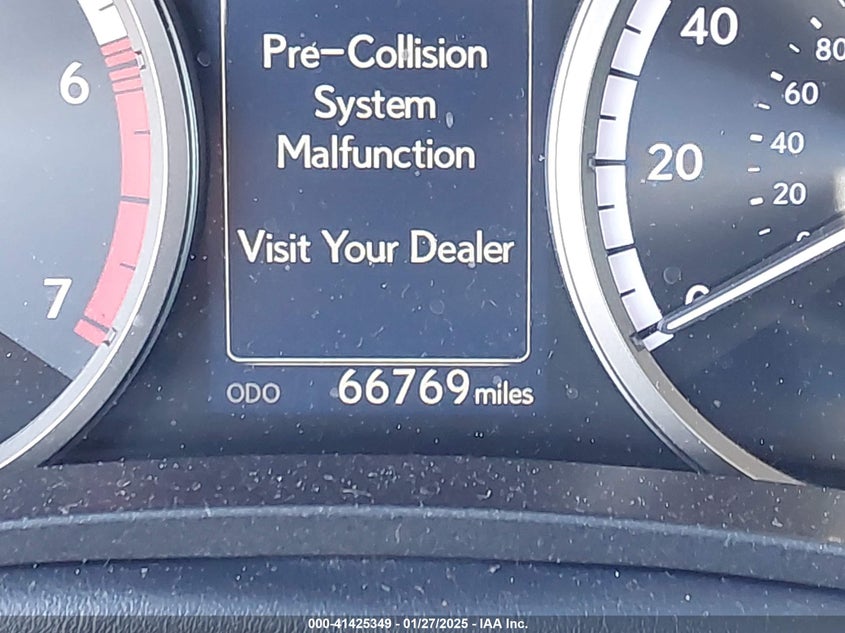 Pre-Collision
System
Malfunction
Visit Your Dealer
ODO 66769 miles
6
7
40
20
0
80
60
40
20
000-41425349 - 01/27/2025 - IAA Inc.